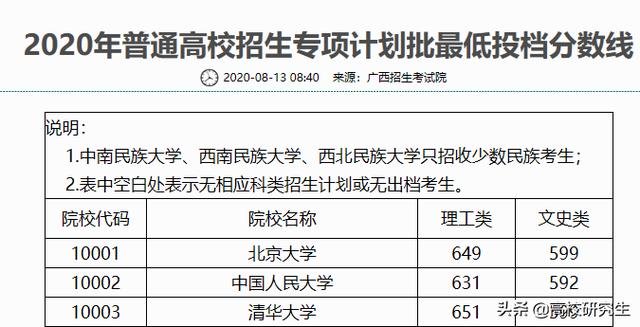 2020年普通高校招生专项计划批最低投档分数线
2020-08-13 08:40 来源：广西招生考试院
说明：
1.中南民族大学、西南民族大学、西北民族大学只招收少数民族考生；
2.表中空白处表示无相应科类招生计划或无出档考生。
院校代码 院校名称 理工类 文史类
10001 北京大学 649 599
10002 中国人民大学 631 592
10003 清华大学 651
头条 @高校研究生